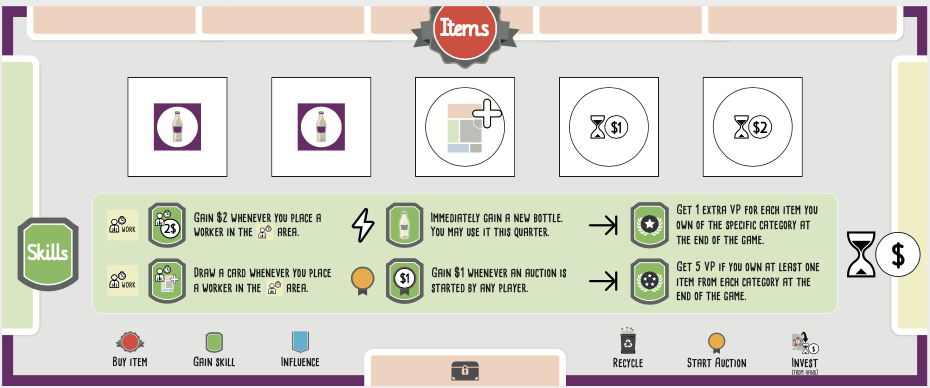 Items
$1
$2
Skills
WORK
2$
GAIN $2 WHENEVER YOU PLACE A
WORKER IN THE AREA.
IMMEDIATELY GAIN A NEW BOTTLE.
YOU MAY USE IT THIS QUARTER.
GET 1 EXTRA VP FOR EACH ITEM YOU
OWN OF THE SPECIFIC CATEGORY AT
THE END OF THE GAME.
$
WORK
DRAW A CARD WHENEVER YOU PLACE
A WORKER IN THE AREA.
$1
GAIN $1 WHENEVER AN AUCTION IS
STARTED BY ANY PLAYER.
GET 5 VP IF YOU OWN AT LEAST ONE
ITEM FROM EACH CATEGORY AT THE
END OF THE GAME.
BUY ITEM
GAIN SKILL
INFLUENCE
RECYCLE
START AUCTION
$
INVEST
(FROM HAND)